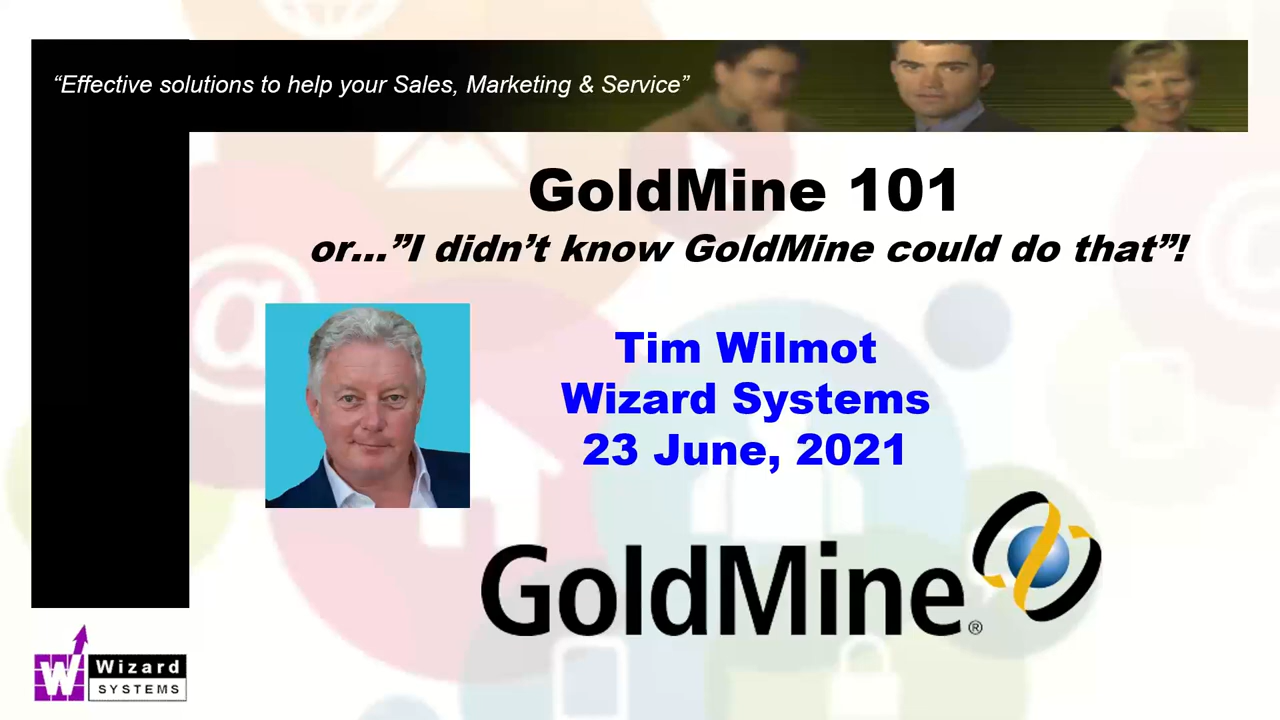 “Effective solutions to help your Sales, Marketing & Service”
GoldMine 101
or...”I didn’t know GoldMine could do that”!
Tim Wilmot
Wizard Systems
23 June, 2021
GoldMine®
W Wizard
SYSTEMS